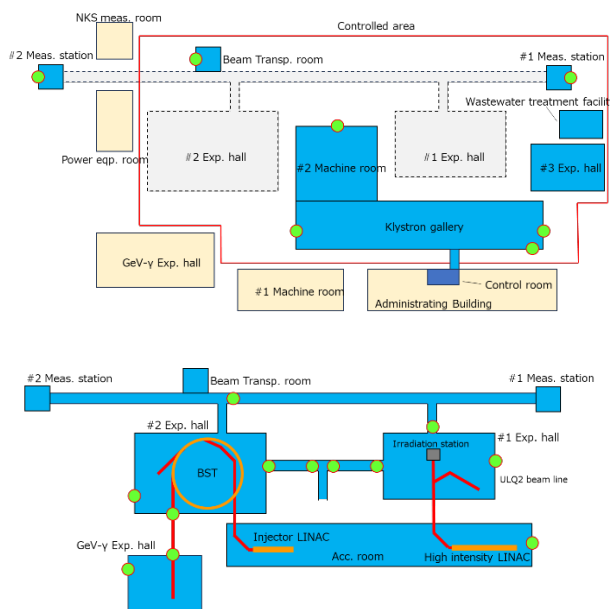 NKS meas. room
Controlled area
#2 Meas. station
Beam Transp. room
#1 Meas. station
Wastewater treatment facilit
Power eqp. room
#2 Exp. hall
#2 Machine room
#1 Exp. hall
#3 Exp. hall
Klystron gallery
GeV-γ Exp. hall
#1 Machine room
Control room
Administrating Building
#2 Meas. station
Beam Transp. room
#1 Meas. station
#2 Exp. hall
Irradiation station
#1 Exp. hall
BST
ULQ2 beam line
Injector LINAC
GeV-γ Exp. hall
Acc. room
High intensity LINAC